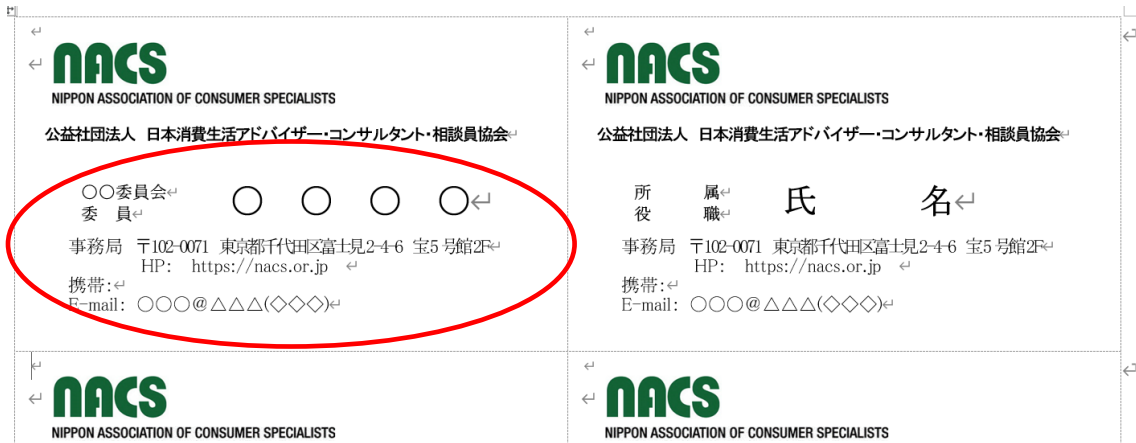 NACS
NIPPON ASSOCIATION OF CONSUMER SPECIALISTS
公益社団法人 日本消費生活アドバイザー・コンサルタント・相談員協会
〇〇委員会
委 員
〇 〇 〇 〇
事務局 〒102-0071 東京都千代田区富士見2-4-6 宝5号館2F
HP: https://nacs.or.jp
携帯:
E-mail: 〇〇〇@△△△(◇◇◇)
NACS
NIPPON ASSOCIATION OF CONSUMER SPECIALISTS
公益社団法人 日本消費生活アドバイザー・コンサルタント・相談員協会
所 属
役 職
氏 名
事務局 〒102-0071 東京都千代田区富士見2-4-6 宝5号館2F
HP: https://nacs.or.jp
携帯:
E-mail: 〇〇〇@△△△(◇◇◇)
NACS
NIPPON ASSOCIATION OF CONSUMER SPECIALISTS
NACS
NIPPON ASSOCIATION OF CONSUMER SPECIALISTS